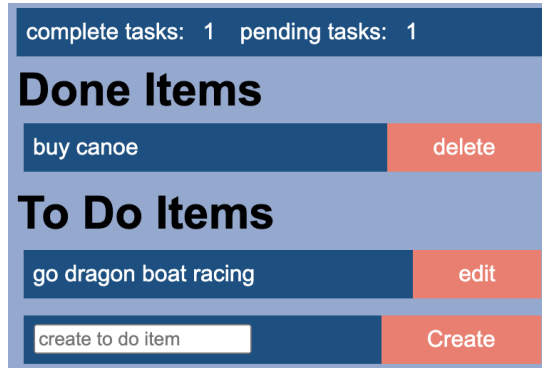 complete tasks: 1 pending tasks: 1
Done Items
buy canoe delete
To Do Items
go dragon boat racing edit
create to do item Create